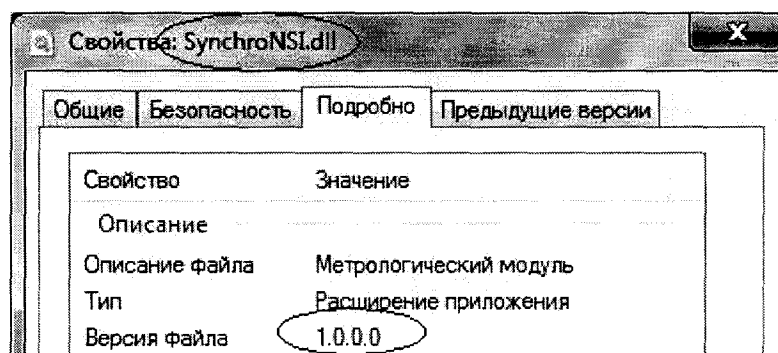 Свойства: SynchroNSI.dll
Общие Безопасность Подробно Предыдущие версии
Свойство Значение
Описание
Описание файла Метрологический модуль
Тип Расширение приложения
Версия файла 1.0.0.0